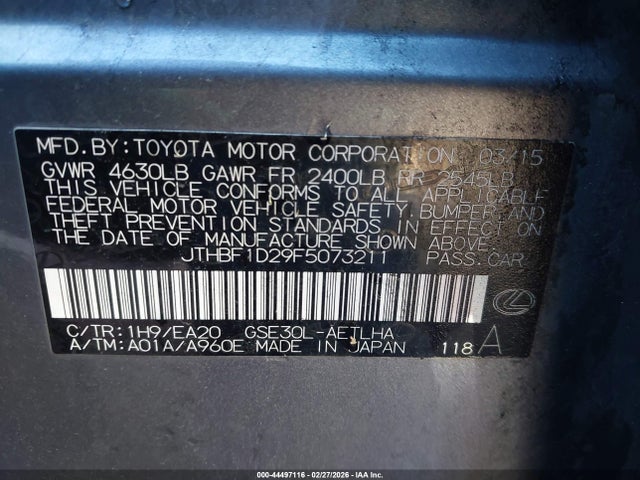 MFD. BY: TOYOTA MOTOR CORPORATION 03/15
GVWR 4630LB GAWR FR 2400LB RR 2545LB
THIS VEHICLE CONFORMS TO ALL APPLICABLE
FEDERAL MOTOR VEHICLE SAFETY, BUMPER AND
THEFT PREVENTION STANDARDS IN EFFECT ON
THE DATE OF MANUFACTURE SHOWN ABOVE.
JTHBF1D29F5073211 PASS.CAR
C/TR: 1H9/EA20 GSE30L-AETLHA
A/TM: A01A/A960E MADE IN JAPAN 118 A
000-44497116 - 02/27/2026 - IAA Inc.